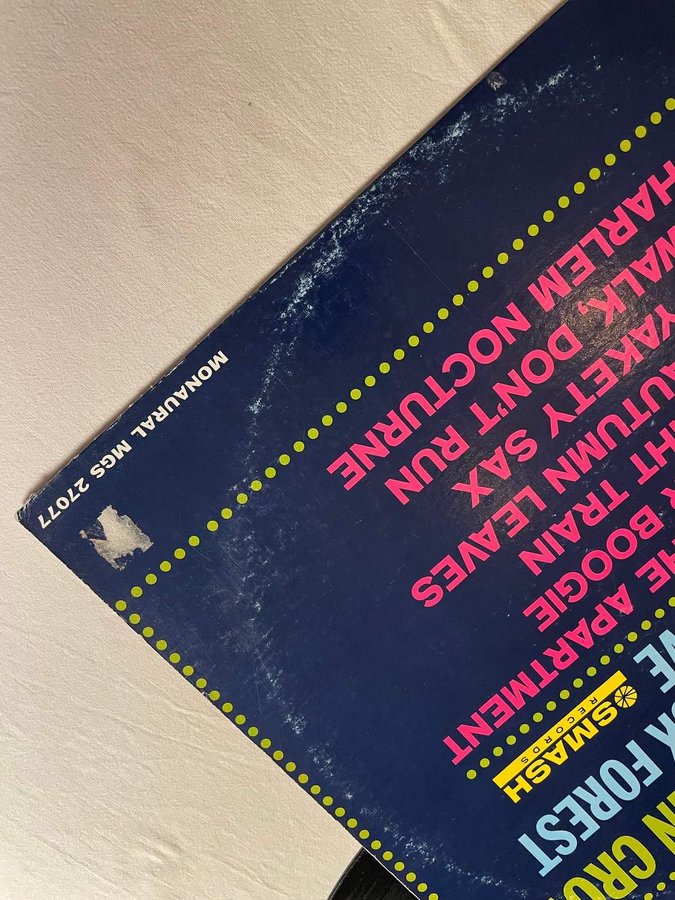 FOREST
SMASH
RECORDS
APARTMENT
BOOGIE
TRAIN
AUTUMN LEAVES
YAKETY SAX
WALK, DON'T RUN
HARLEM NOCTURNE
MONAURAL MGS 27077